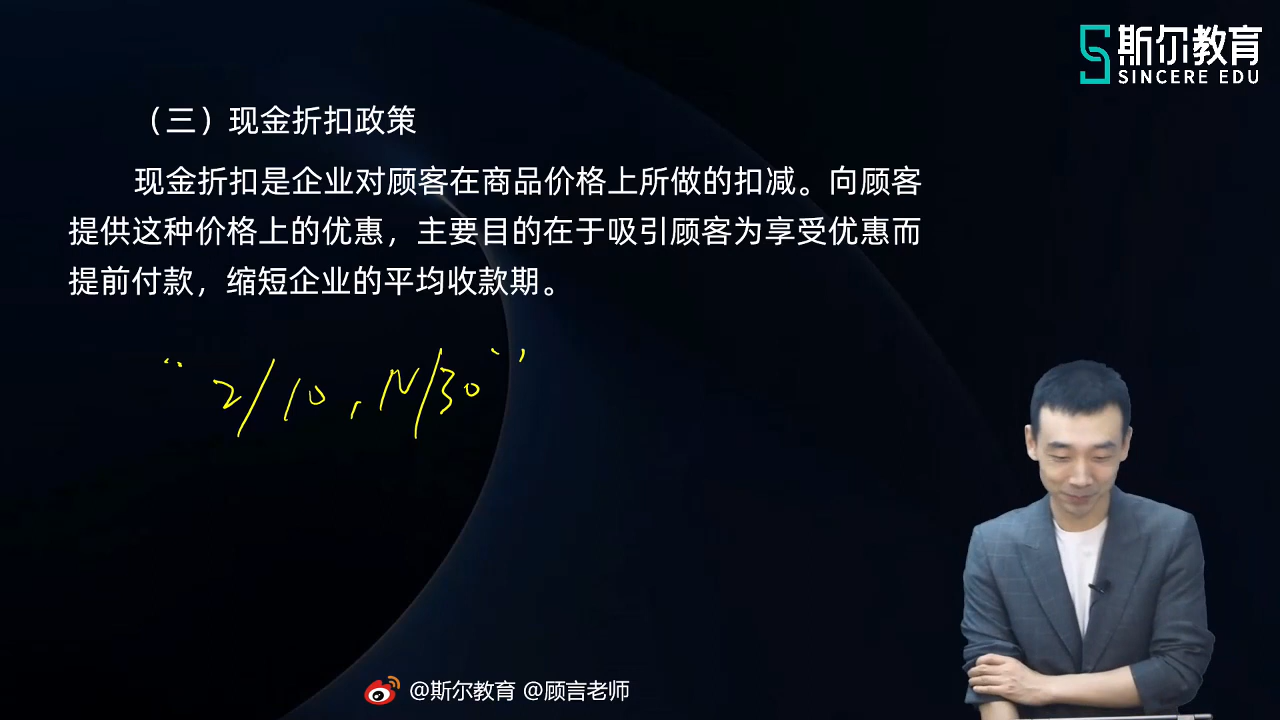 斯尔教育
SINCERE EDU
（三）现金折扣政策
现金折扣是企业对顾客在商品价格上所做的扣减。向顾客
提供这种价格上的优惠，主要目的在于吸引顾客为享受优惠而
提前付款，缩短企业的平均收款期。
“2/10，N/30”
@斯尔教育 @顾言老师